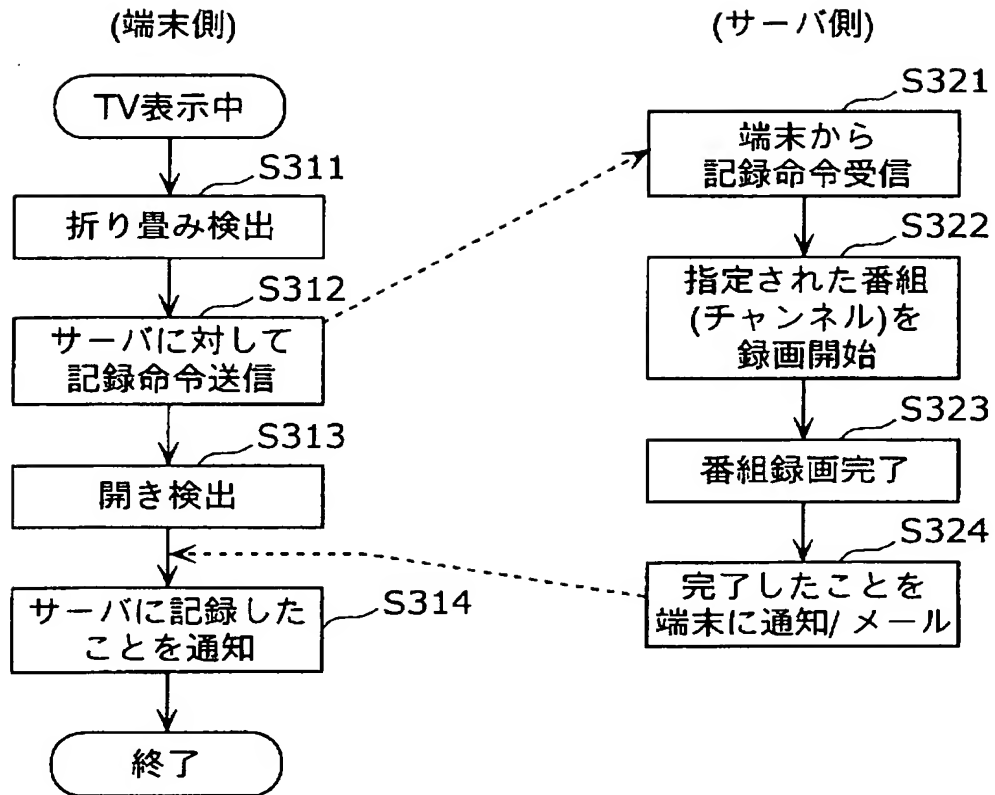 (端末側)
TV表示中
S311
折り畳み検出
S312
サーバに対して
記録命令送信
S313
開き検出
サーバに記録した
ことを通知
S314
終了
(サーバ側)
S321
端末から
記録命令受信
S322
指定された番組
(チャンネル)を
録画開始
S323
番組録画完了
S324
完了したことを
端末に通知/メール